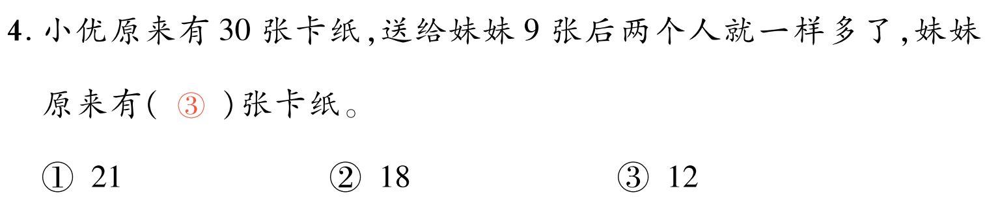 4. 小优原来有 30 张卡纸,送给妹妹 9 张后两个人就一样多了,妹妹
原来有( ③ )张卡纸。
① 21 ② 18 ③ 12